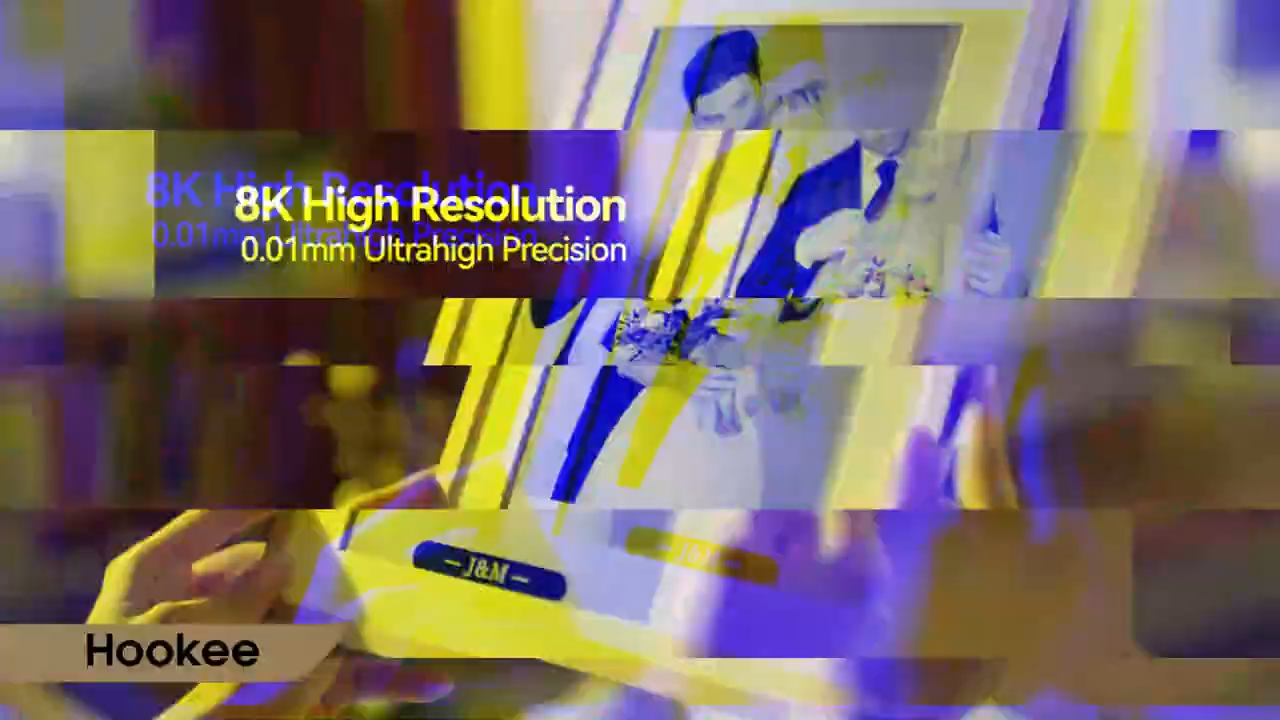 8K High Resolution
0.01mm Ultrahigh Precision
– J&M –
Hookee